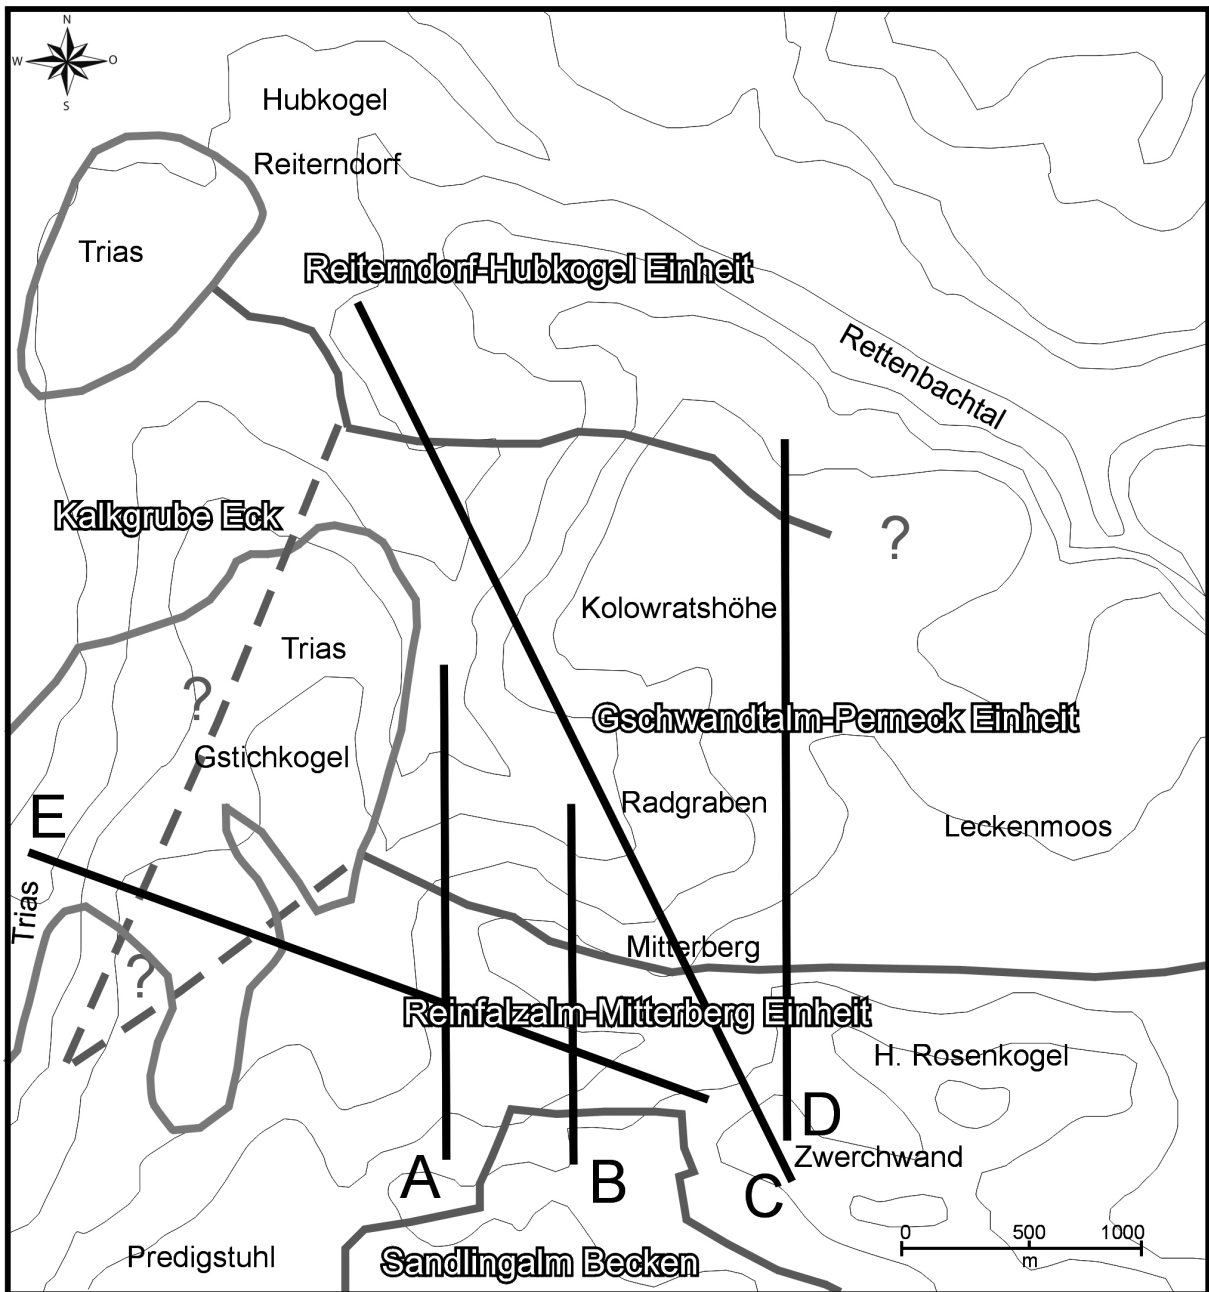 N
W
O
S
Hubkogel
Reiterndorf
Trias
Reiterndorf-Hubkogel Einheit
Rettenbachtal
Kalkgrube Eck
?
Kolowratshöhe
Trias
?
Gschwandtalm-Perneck Einheit
Gstichkogel
Radgraben
E
Leckenmoos
Trias
Mitterberg
?
Reinfalzalm-Mitterberg Einheit
H. Rosenkogel
D
Zwerchwand
A
B
C
0 500 1000
m
Predigstuhl
Sandlingalm Becken